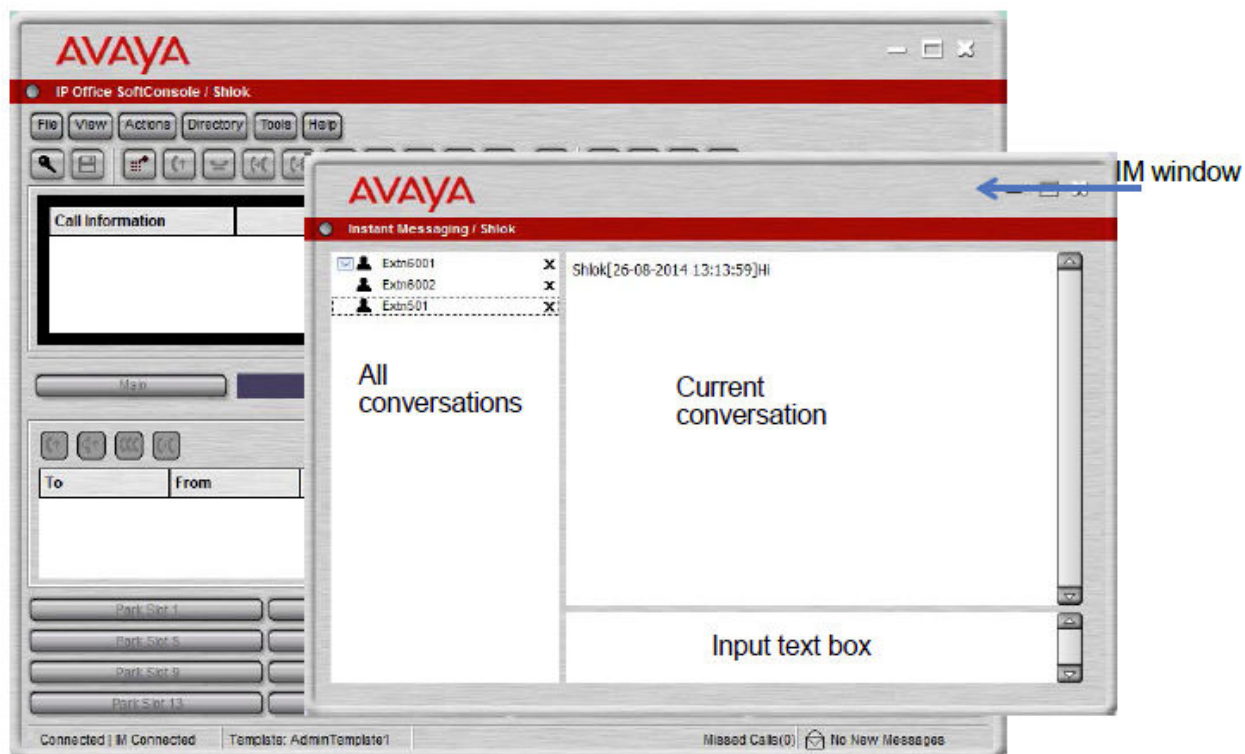 AVAYA
IP Office SoftConsole / Shlok
File View Actions Directory Tools Help
IM window
AVAYA
Instant Messaging / Shlok
Call Information
Extn6001
Extn6002
Extn501
Shlok[26-08-2014 13:13:59]Hi
All
conversations
Current
conversation
Main
To From
Input text box
Park Slot 1
Park Slot 5
Park Slot 9
Park Slot 13
Connected | IM Connected Template: AdminTemplate1 Missed Calls(0) No New Messages